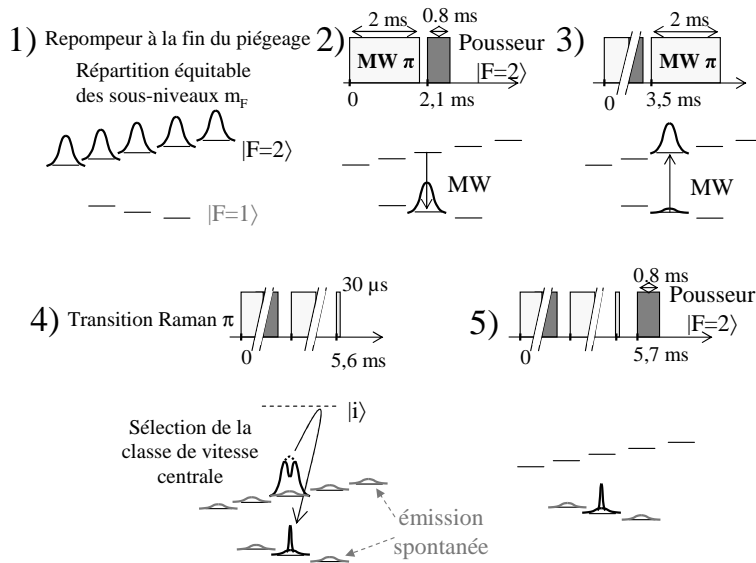 1) Repompeur à la fin du piégeage
Répartition équitable
des sous-niveaux m_F
|F=2⟩
|F=1⟩
2)
2 ms
0.8 ms
MW π
Pousseur
|F=2⟩
0
2,1 ms
MW
3)
2 ms
MW π
0
3,5 ms
MW
4) Transition Raman π
30 µs
0
5,6 ms
|i⟩
Sélection de la
classe de vitesse
centrale
émission
spontanée
5)
0.8 ms
Pousseur
|F=2⟩
0
5,7 ms